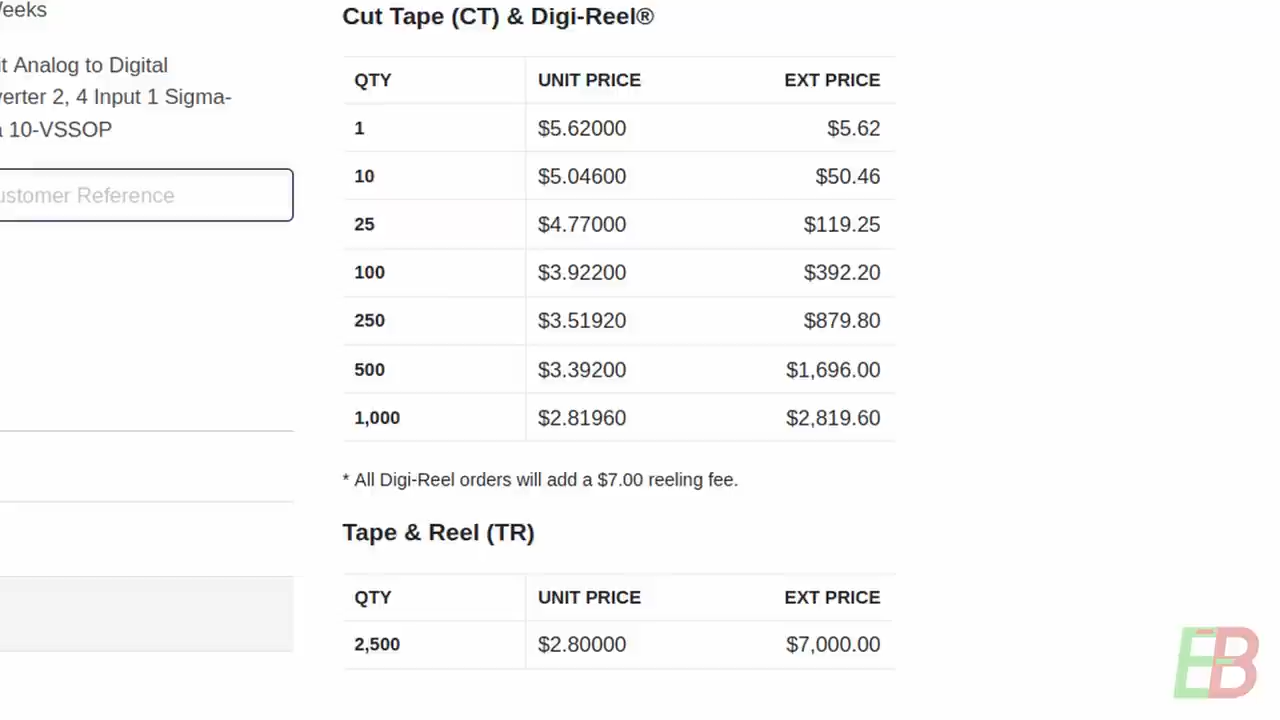 Cut Tape (CT) & Digi-Reel®
QTY UNIT PRICE EXT PRICE
1 $5.62000 $5.62
10 $5.04600 $50.46
25 $4.77000 $119.25
100 $3.92200 $392.20
250 $3.51920 $879.80
500 $3.39200 $1,696.00
1,000 $2.81960 $2,819.60
* All Digi-Reel orders will add a $7.00 reeling fee.
Tape & Reel (TR)
QTY UNIT PRICE EXT PRICE
2,500 $2.80000 $7,000.00
Analog to Digital
2, 4 Input 1 Sigma-
10-VSSOP
Reference
EB